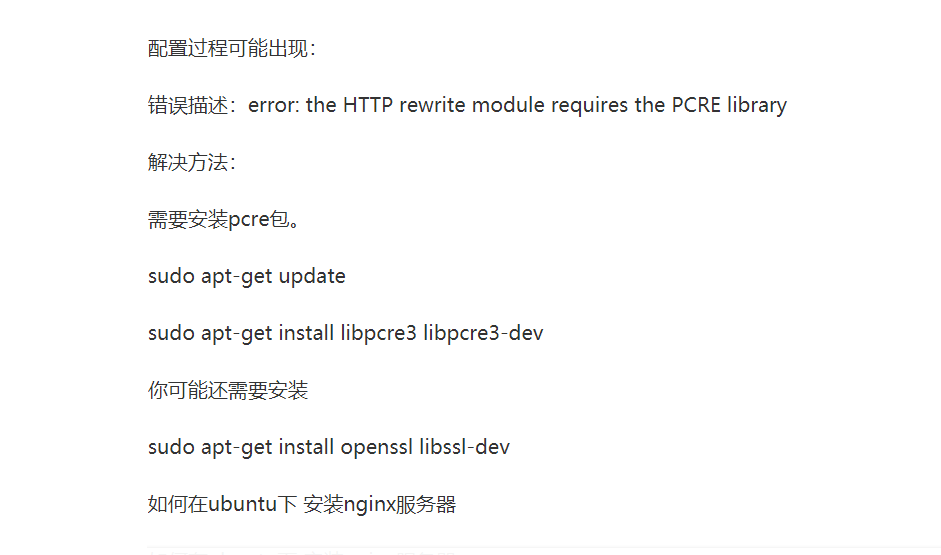 配置过程可能出现：
错误描述：error: the HTTP rewrite module requires the PCRE library
解决方法：
需要安装pcre包。
sudo apt-get update
sudo apt-get install libpcre3 libpcre3-dev
你可能还需要安装
sudo apt-get install openssl libssl-dev
如何在ubuntu下 安装nginx服务器